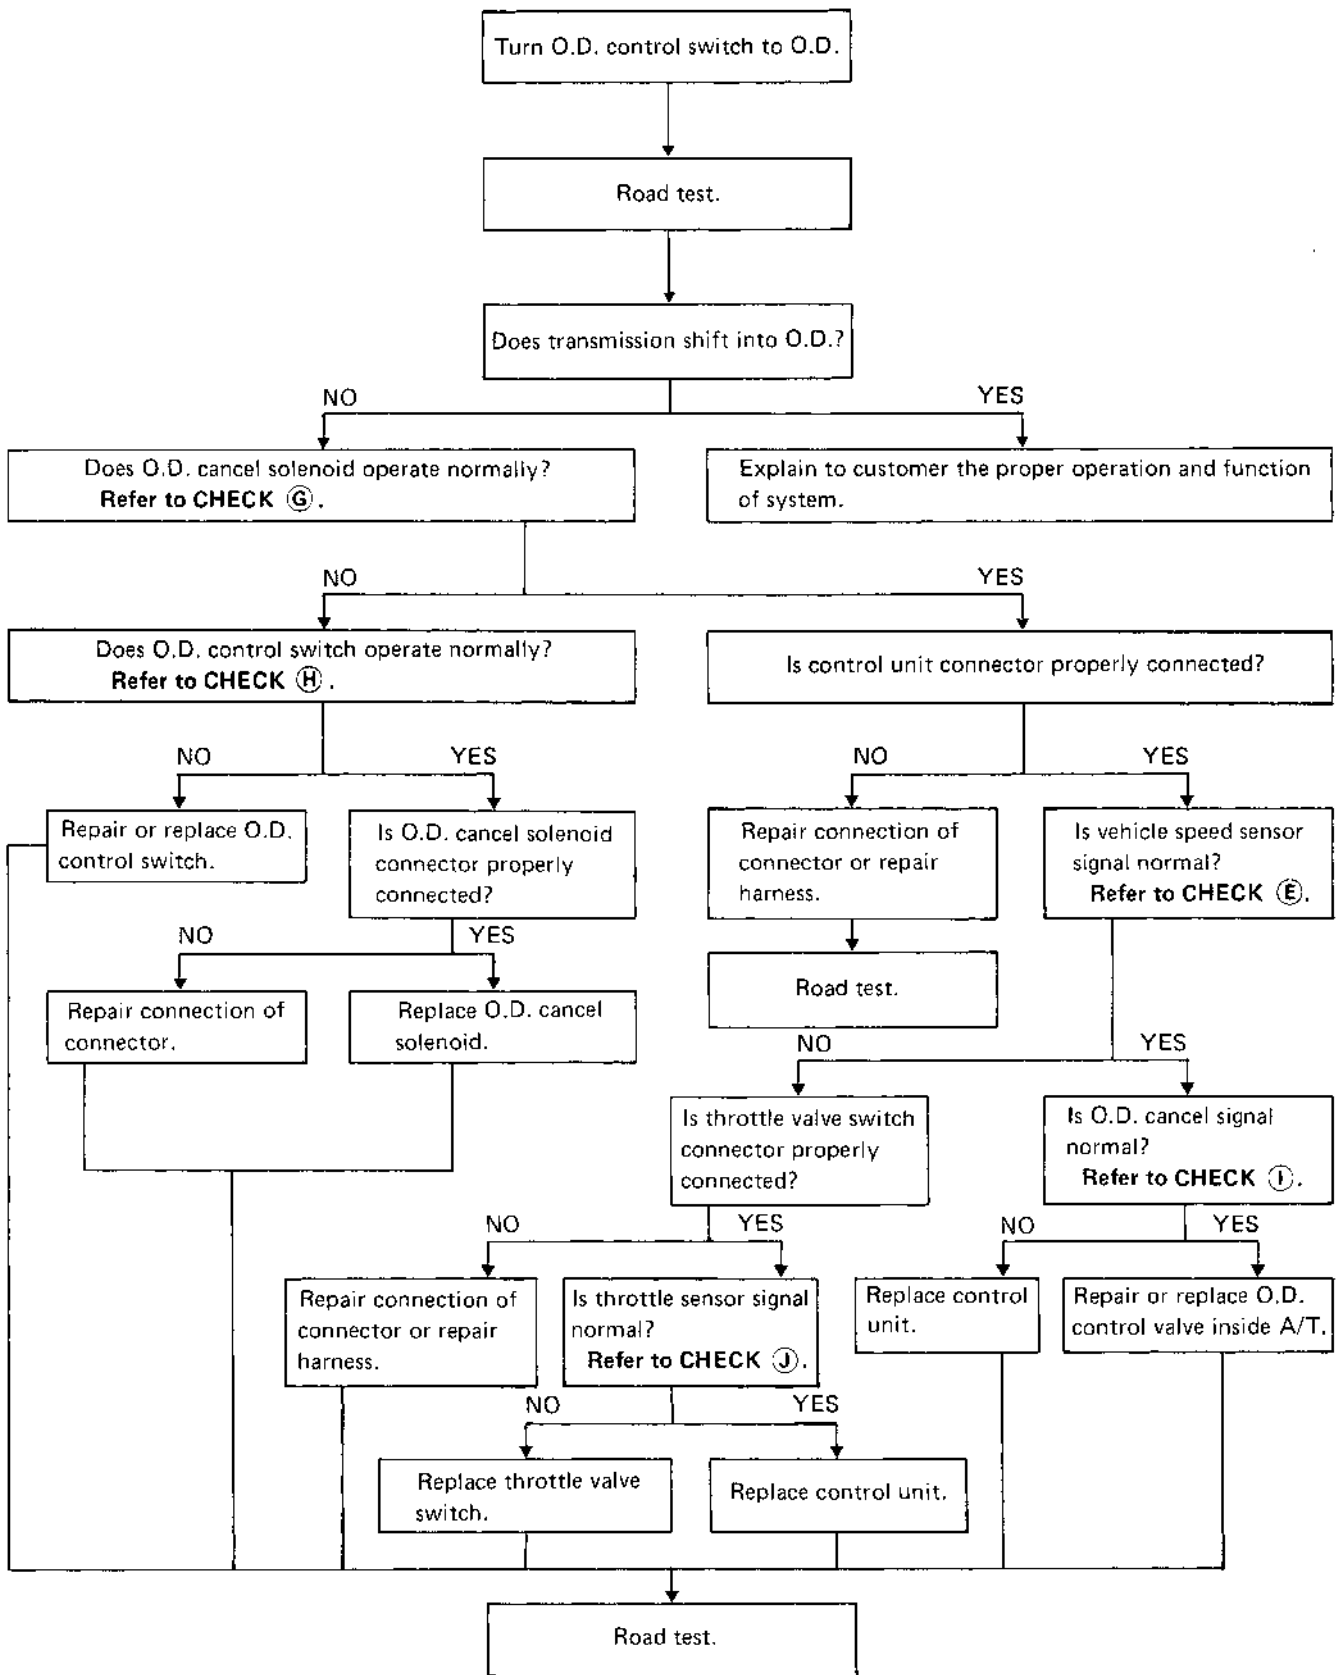 Turn O.D. control switch to O.D.
Road test.
Does transmission shift into O.D.?
NO
YES
Does O.D. cancel solenoid operate normally?
Refer to CHECK Ⓖ.
Explain to customer the proper operation and function
of system.
NO
YES
Does O.D. control switch operate normally?
Refer to CHECK Ⓗ.
Is control unit connector properly connected?
NO
YES
NO
YES
Repair or replace O.D.
control switch.
Is O.D. cancel solenoid
connector properly
connected?
Repair connection of
connector or repair
harness.
Is vehicle speed sensor
signal normal?
Refer to CHECK Ⓔ.
NO
YES
Repair connection of
connector.
Replace O.D. cancel
solenoid.
Road test.
NO
YES
Is throttle valve switch
connector properly
connected?
Is O.D. cancel signal
normal?
Refer to CHECK Ⓘ.
NO
YES
NO
YES
Repair connection of
connector or repair
harness.
Is throttle sensor signal
normal?
Refer to CHECK Ⓙ.
Replace control
unit.
Repair or replace O.D.
control valve inside A/T.
NO
YES
Replace throttle valve
switch.
Replace control unit.
Road test.